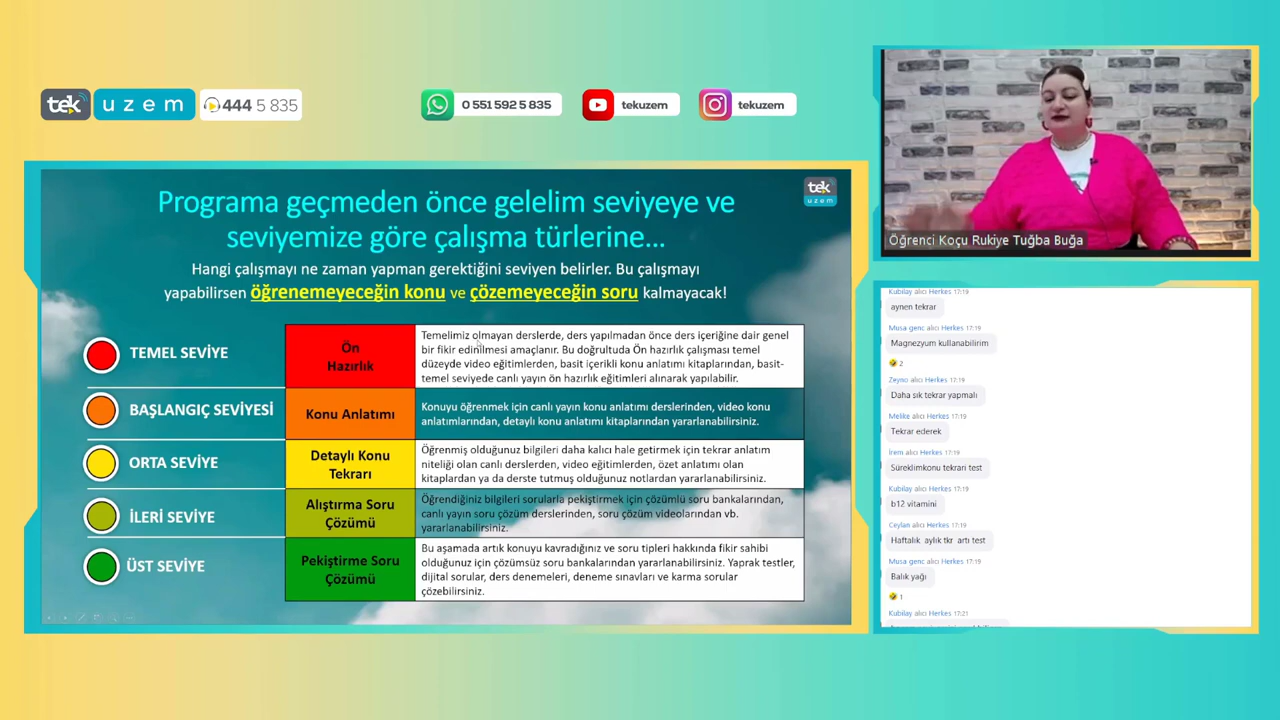 tek
uzem
444 5 835
0 551 592 5 835
tekuzem
tekuzem
tek
uzem
Programa geçmeden önce gelelim seviyeye ve
seviyemize göre çalışma türlerine...
Hangi çalışmayı ne zaman yapman gerektiğini seviyen belirler. Bu çalışmayı
yapabilirsen öğrenemeyeceğin konu ve çözemeyeceğin soru kalmayacak!
TEMEL SEVİYE
Ön
Hazırlık
Temelimiz olmayan derslerde, ders yapılmadan önce ders içeriğine dair genel
bir fikir edinilmesi amaçlanır. Bu doğrultuda Ön hazırlık çalışması temel
düzeyde video eğitimlerden, basit içerikli konu anlatımı kitaplarından, basit-
temel seviyede canlı yayın ön hazırlık eğitimleri alınarak yapılabilir.
BAŞLANGIÇ SEVİYESİ
Konu Anlatımı
Konuyu öğrenmek için canlı yayın konu anlatımı derslerinden, video konu
anlatımlarından, detaylı konu anlatımı kitaplarından yararlanabilirsiniz.
ORTA SEVİYE
Detaylı Konu
Tekrarı
Öğrenmiş olduğunuz bilgileri daha kalıcı hale getirmek için tekrar anlatım
niteliği olan canlı derslerden, video eğitimlerden, özet anlatımı olan
kitaplardan ya da derste tutmuş olduğunuz notlardan yararlanabilirsiniz.
İLERİ SEVİYE
Alıştırma Soru
Çözümü
Öğrendiğiniz bilgileri sorularla pekiştirmek için çözümlü soru bankalarından,
canlı yayın soru çözüm derslerinden, soru çözüm videolarından vb.
yararlanabilirsiniz.
ÜST SEVİYE
Pekiştirme Soru
Çözümü
Bu aşamada artık konuyu kavradığınız ve soru tipleri hakkında fikir sahibi
olduğunuz için çözümsüz soru bankalarından yararlanabilirsiniz. Yaprak testler,
dijital sorular, ders denemeleri, deneme sınavları ve karma sorular
çözebilirsiniz.
Öğrenci Koçu Rukiye Tuğba Buğa
Kubilay alıcı Herkes 17:19
aynen tekrar
Musa genc alıcı Herkes 17:19
Magnezyum kullanabilirim
2
Zeyno alıcı Herkes 17:19
Daha sık tekrar yapmalı
Melike alıcı Herkes 17:19
Tekrar ederek
İrem alıcı Herkes 17:19
Süreklimkonu tekrarı test
Kubilay alıcı Herkes 17:19
b12 vitamini
Ceylan alıcı Herkes 17:19
Haftalık aylık tkr artı test
Musa genc alıcı Herkes 17:19
Balık yağı
1
Kubilay alıcı Herkes 17:21